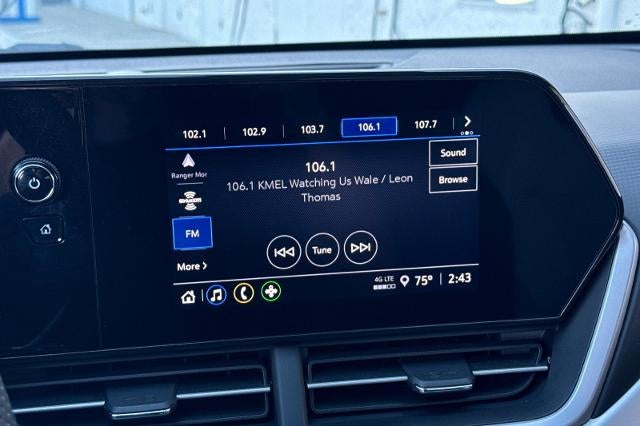 102.1 102.9 103.7 106.1 107.7
Ranger Mor
106.1
106.1 KMEL Watching Us Wale / Leon
Thomas
Sound
Browse
SiriusXM
FM
Tune
More
4G LTE
75° 2:43